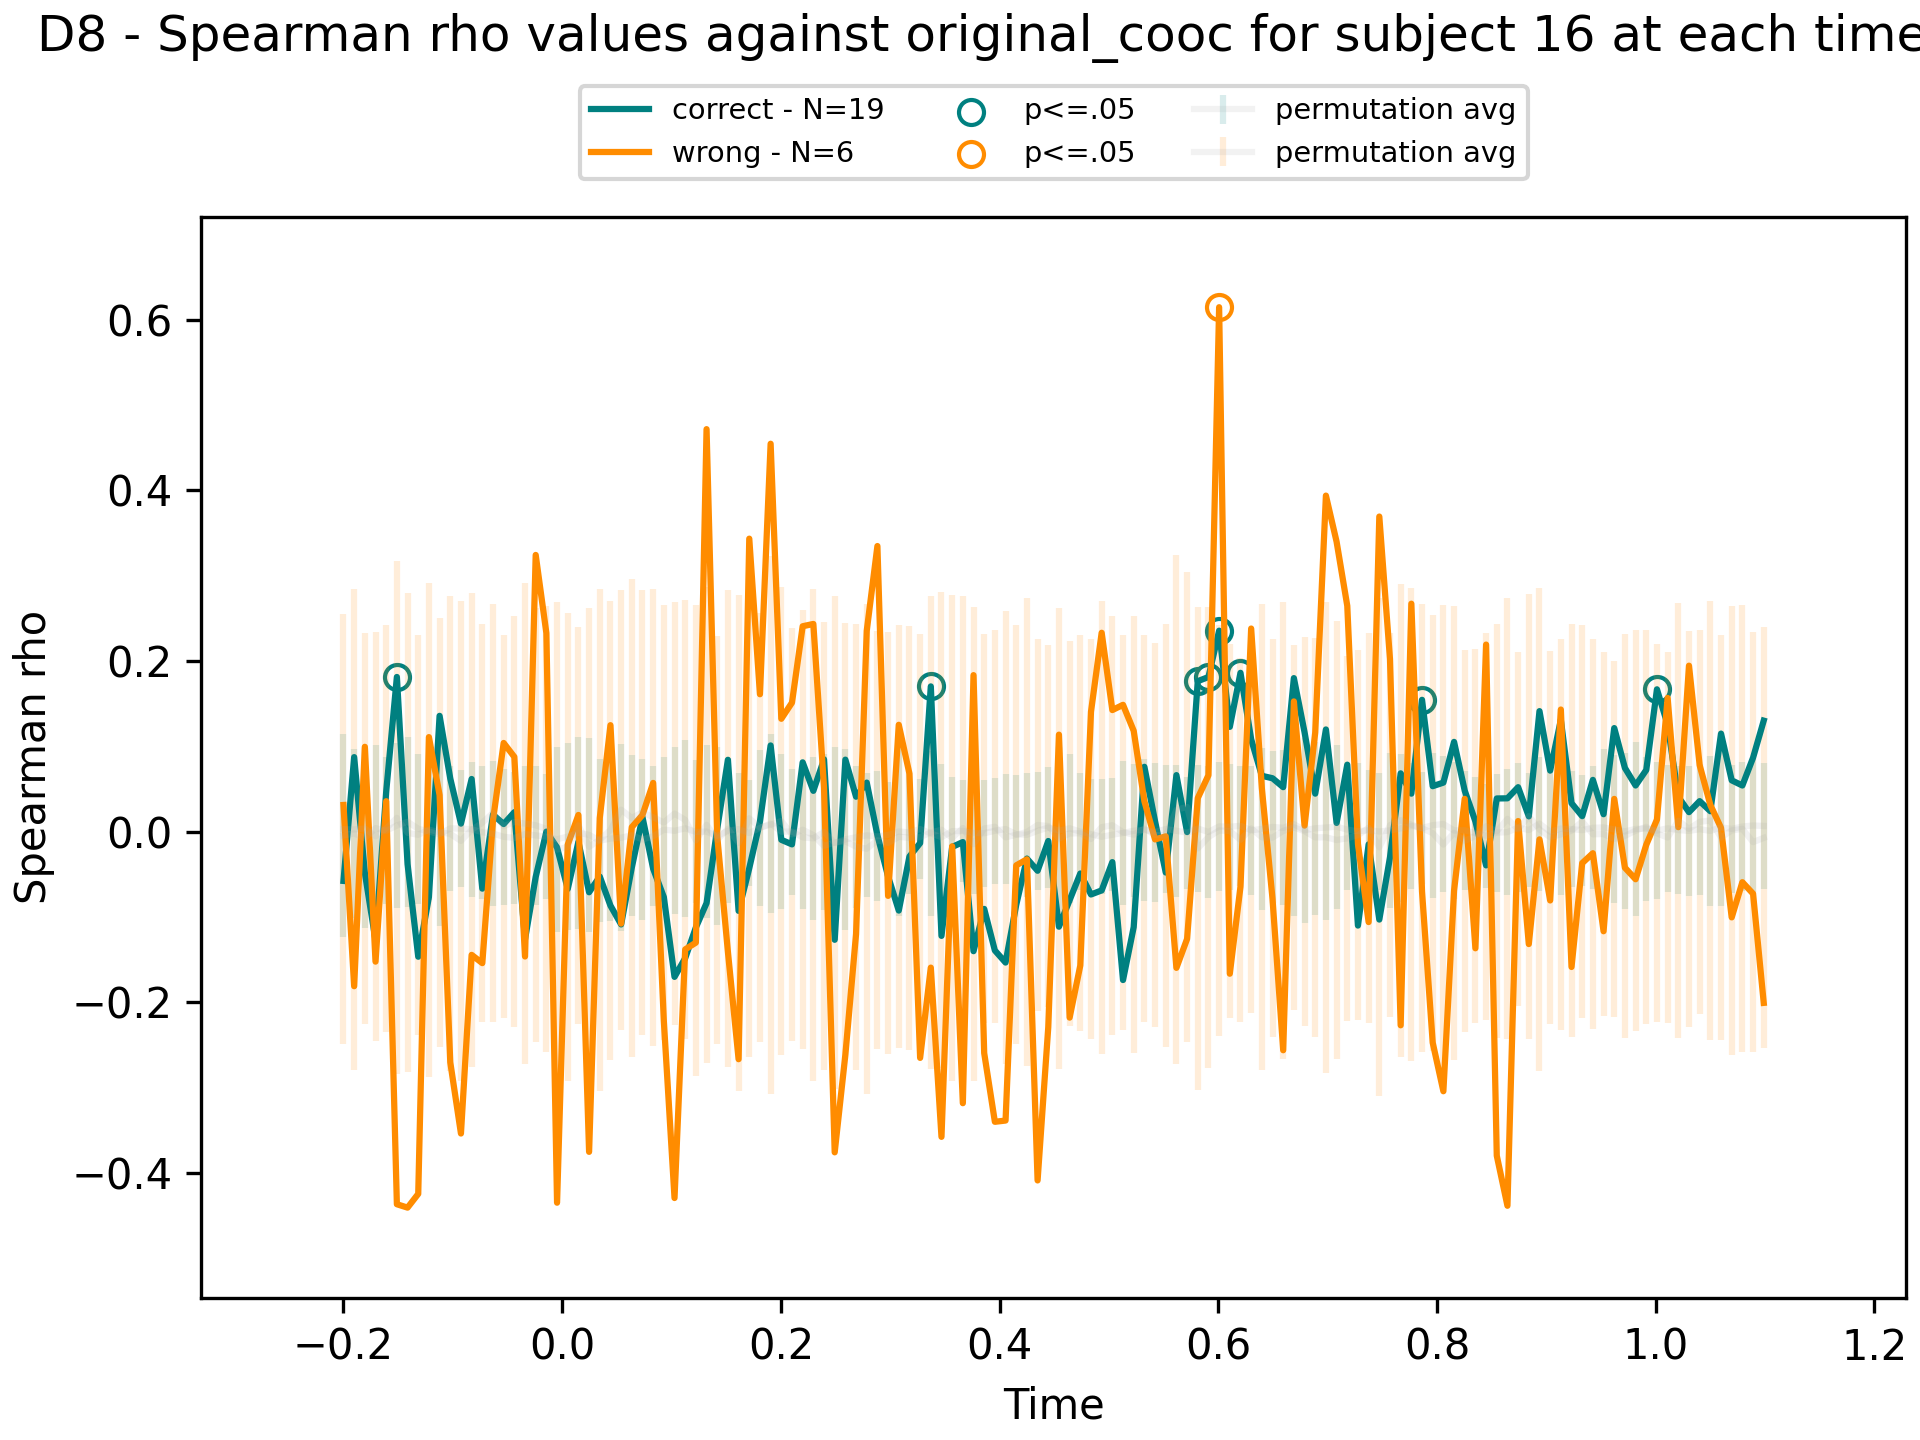 D8 - Spearman rho values against original_cooc for subject 16 at each time
correct - N=19
wrong - N=6
p<=.05
p<=.05
permutation avg
permutation avg
Spearman rho
0.6
0.4
0.2
0.0
−0.2
−0.4
−0.2 0.0 0.2 0.4 0.6 0.8 1.0 1.2
Time